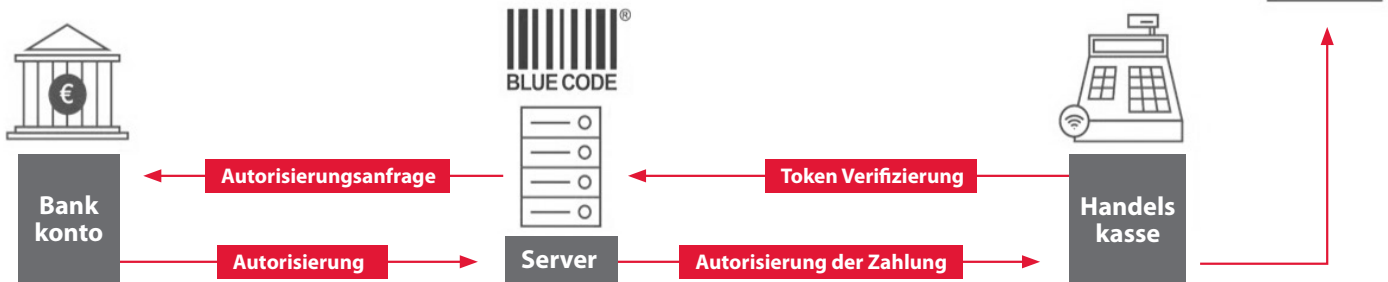 €
®
BLUE CODE
Autorisierungsanfrage
Token Verifizierung
Bank
konto
Handels
kasse
Autorisierung
Server
Autorisierung der Zahlung